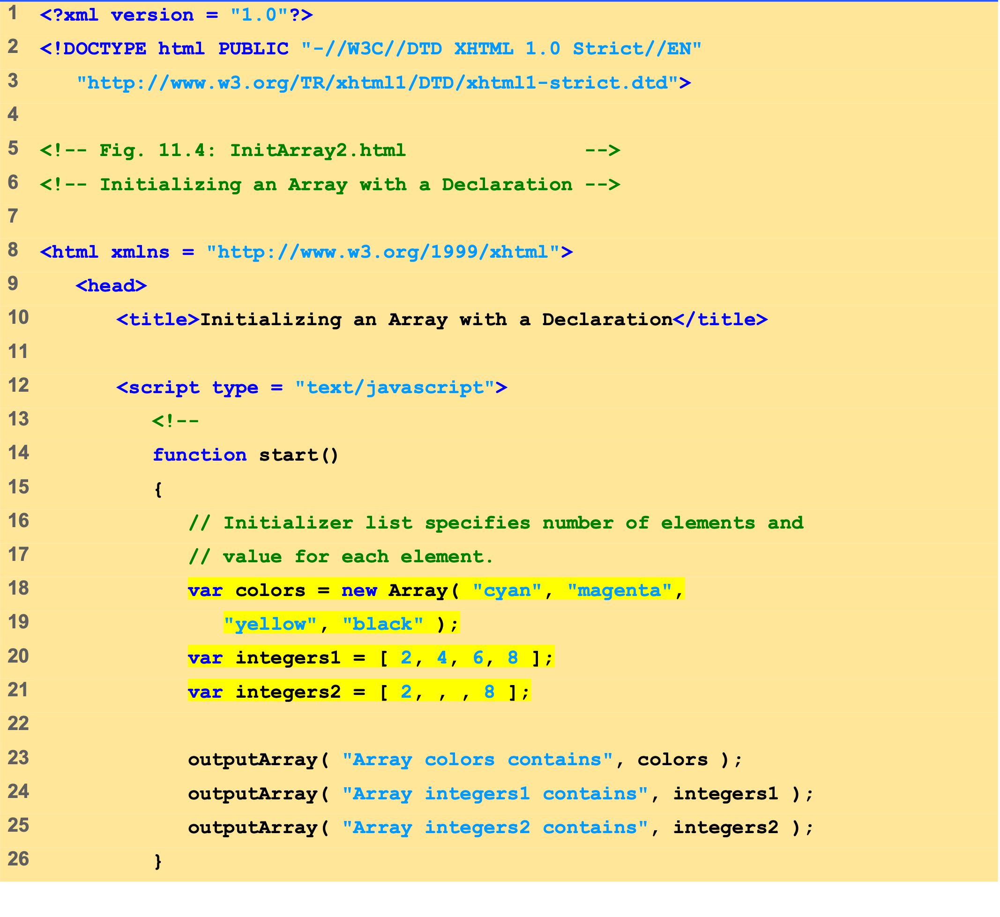 1 <?xml version = "1.0"?>
2 <!DOCTYPE html PUBLIC "-//W3C//DTD XHTML 1.0 Strict//EN"
3 "http://www.w3.org/TR/xhtml1/DTD/xhtml1-strict.dtd">
4
5 <!-- Fig. 11.4: InitArray2.html -->
6 <!-- Initializing an Array with a Declaration -->
7
8 <html xmlns = "http://www.w3.org/1999/xhtml">
9 <head>
10 <title>Initializing an Array with a Declaration</title>
11
12 <script type = "text/javascript">
13 <!--
14 function start()
15 {
16 // Initializer list specifies number of elements and
17 // value for each element.
18 var colors = new Array( "cyan", "magenta",
19 "yellow", "black" );
20 var integers1 = [ 2, 4, 6, 8 ];
21 var integers2 = [ 2, , , 8 ];
22
23 outputArray( "Array colors contains", colors );
24 outputArray( "Array integers1 contains", integers1 );
25 outputArray( "Array integers2 contains", integers2 );
26 }